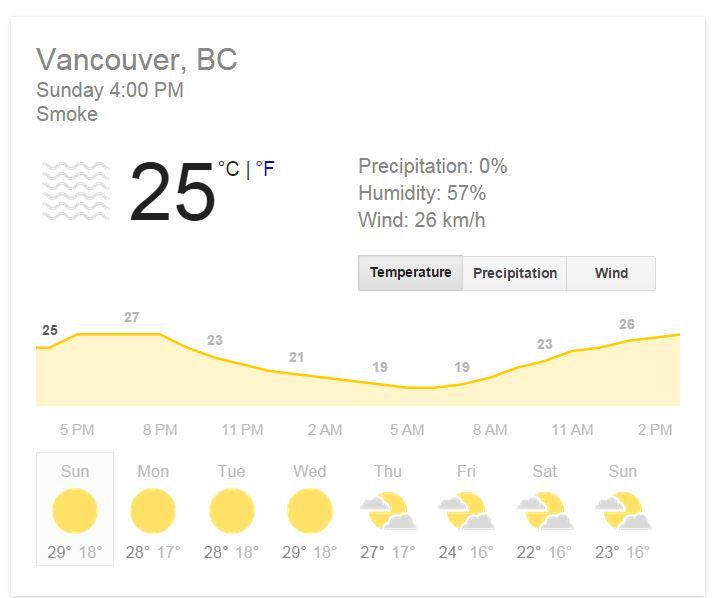 Vancouver, BC
Sunday 4:00 PM
Smoke
25 °C | °F
Precipitation: 0%
Humidity: 57%
Wind: 26 km/h
Temperature Precipitation Wind
25 27 23 21 19 19 23 26
5 PM 8 PM 11 PM 2 AM 5 AM 8 AM 11 AM 2 PM
Sun Mon Tue Wed Thu Fri Sat Sun
29° 18° 28° 17° 28° 18° 29° 18° 27° 17° 24° 16° 22° 16° 23° 16°